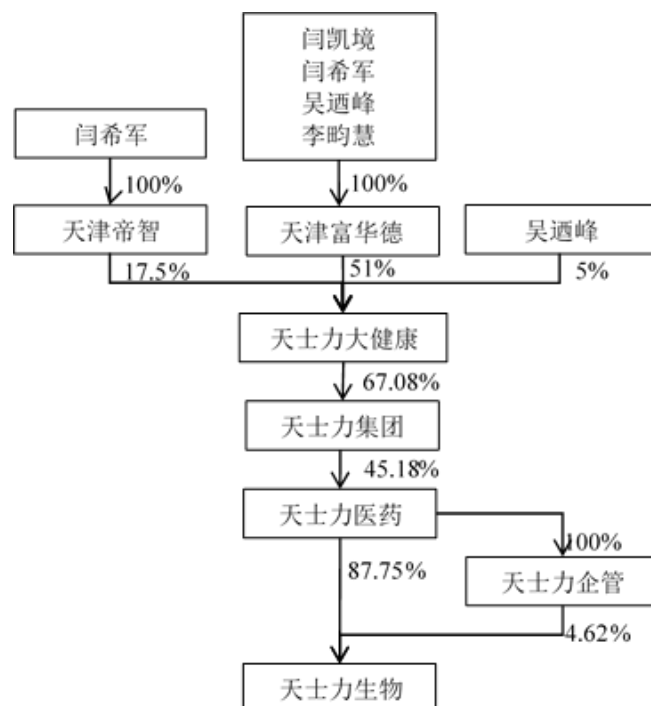 闫凯境
闫希军
吴迺峰
李畇慧
闫希军
100%
100%
天津帝智
天津富华德
吴迺峰
17.5%
51%
5%
天士力大健康
67.08%
天士力集团
45.18%
天士力医药
100%
87.75%
天士力企管
4.62%
天士力生物